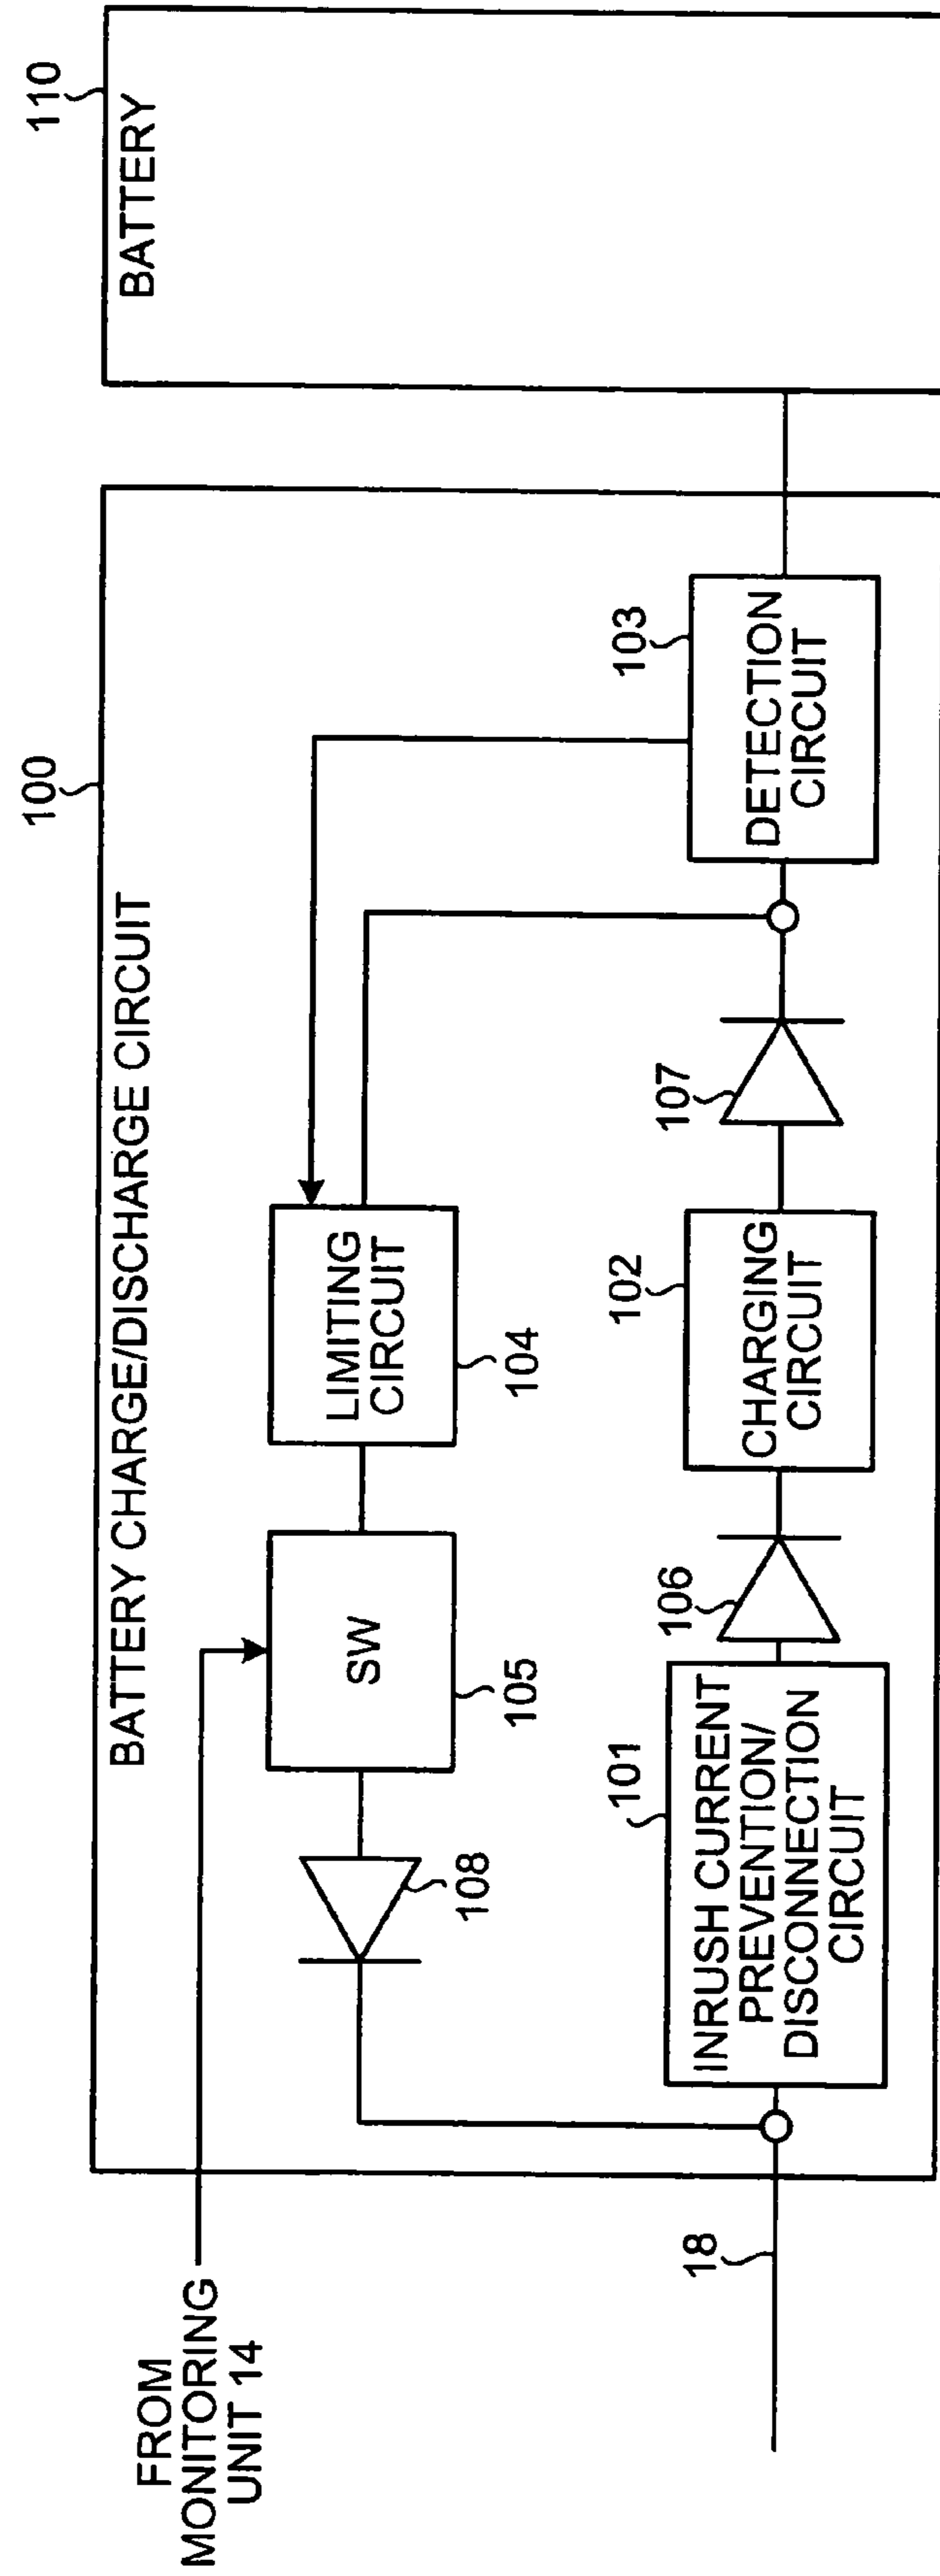 100
110
BATTERY CHARGE/DISCHARGE CIRCUIT
BATTERY
FROM
MONITORING
UNIT 14
108
SW
105
LIMITING
CIRCUIT
104
18
101
INRUSH CURRENT
PREVENTION/
DISCONNECTION
CIRCUIT
106
102
CHARGING
CIRCUIT
107
103
DETECTION
CIRCUIT